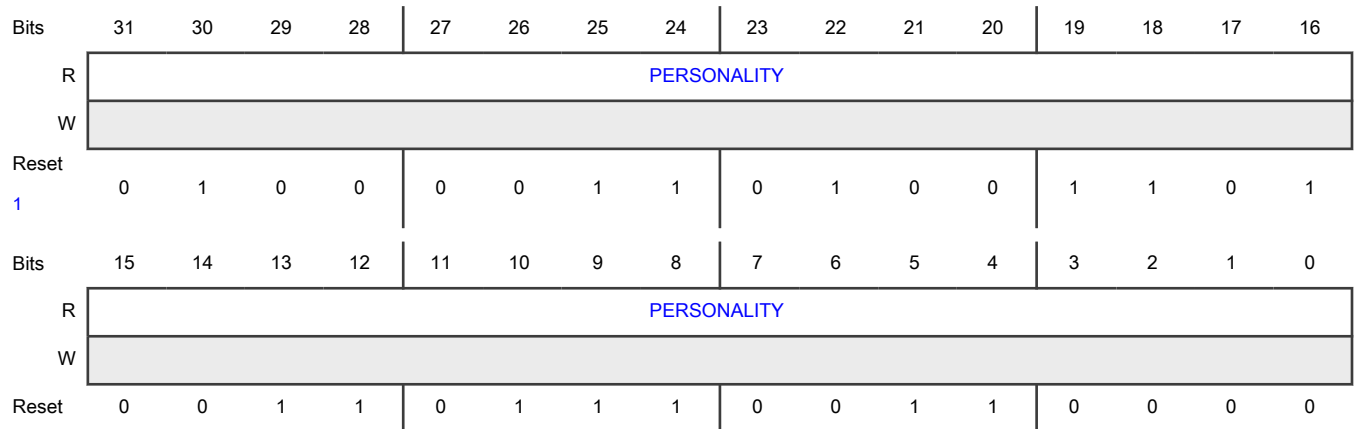 Bits 31 30 29 28 27 26 25 24 23 22 21 20 19 18 17 16
R PERSONALITY
W
Reset
1 0 1 0 0 0 0 1 1 0 1 0 0 1 1 0 1
Bits 15 14 13 12 11 10 9 8 7 6 5 4 3 2 1 0
R PERSONALITY
W
Reset 0 0 1 1 0 1 1 1 0 0 1 1 0 0 0 0